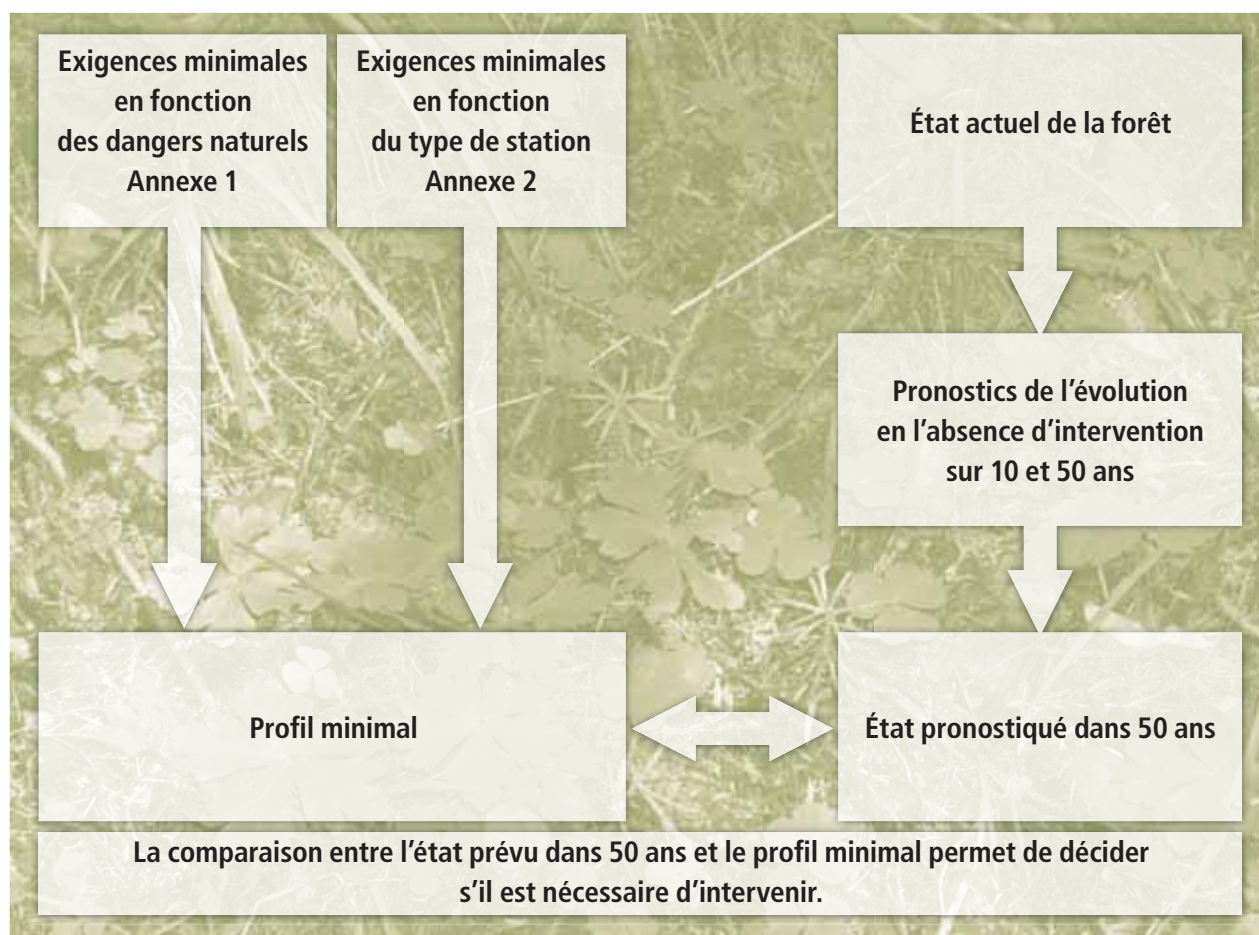 Exigences minimales
en fonction
des dangers naturels
Annexe 1
Exigences minimales
en fonction
du type de station
Annexe 2
État actuel de la forêt
Pronostics de l’évolution
en l’absence d’intervention
sur 10 et 50 ans
Profil minimal
État pronostiqué dans 50 ans
La comparaison entre l’état prévu dans 50 ans et le profil minimal permet de décider
s’il est nécessaire d’intervenir.